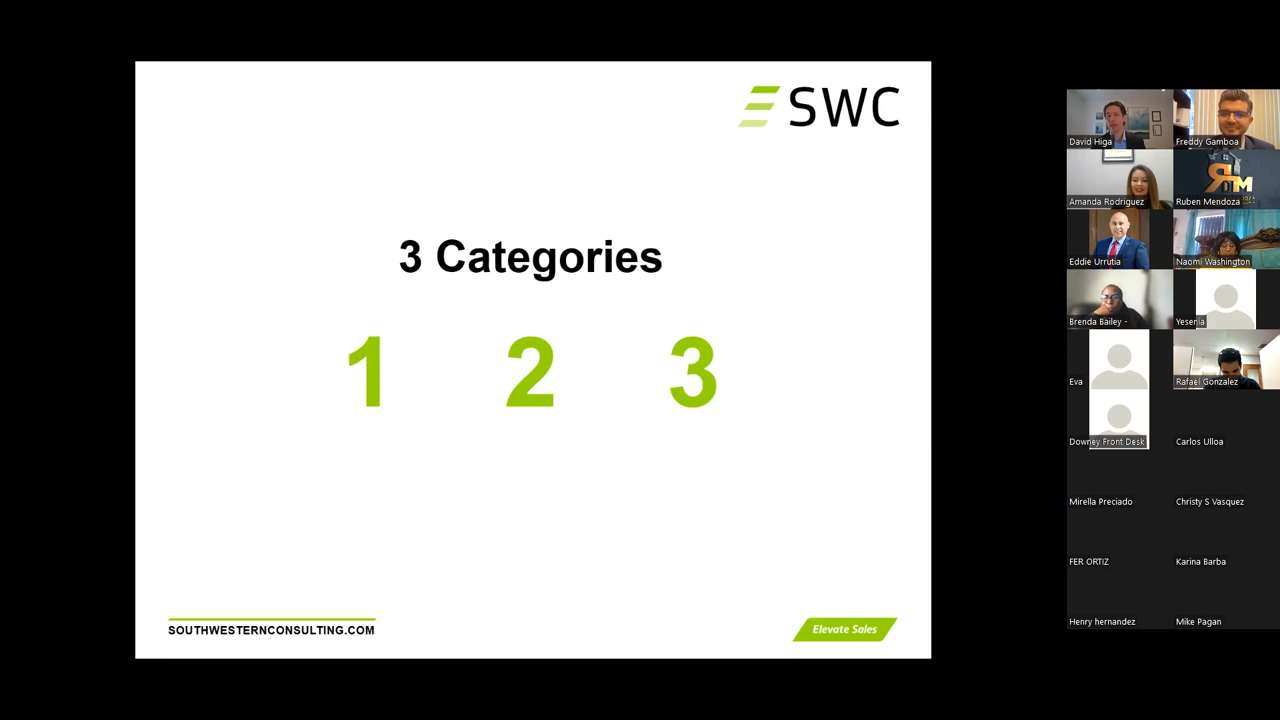 SWC
3 Categories
1 2 3
SOUTHWESTERNCONSULTING.COM
Elevate Sales
David Higa
Freddy Gamboa
Amanda Rodriguez
RM
Ruben Mendoza
Eddie Urrutia
Naomi Washington
Brenda Bailey -
Yesenia
Eva
Rafael Gonzalez
Downey Front Desk
Carlos Ulloa
Mirella Preciado
Christy S Vasquez
FER ORTIZ
Karina Barba
Henry hernandez
Mike Pagan